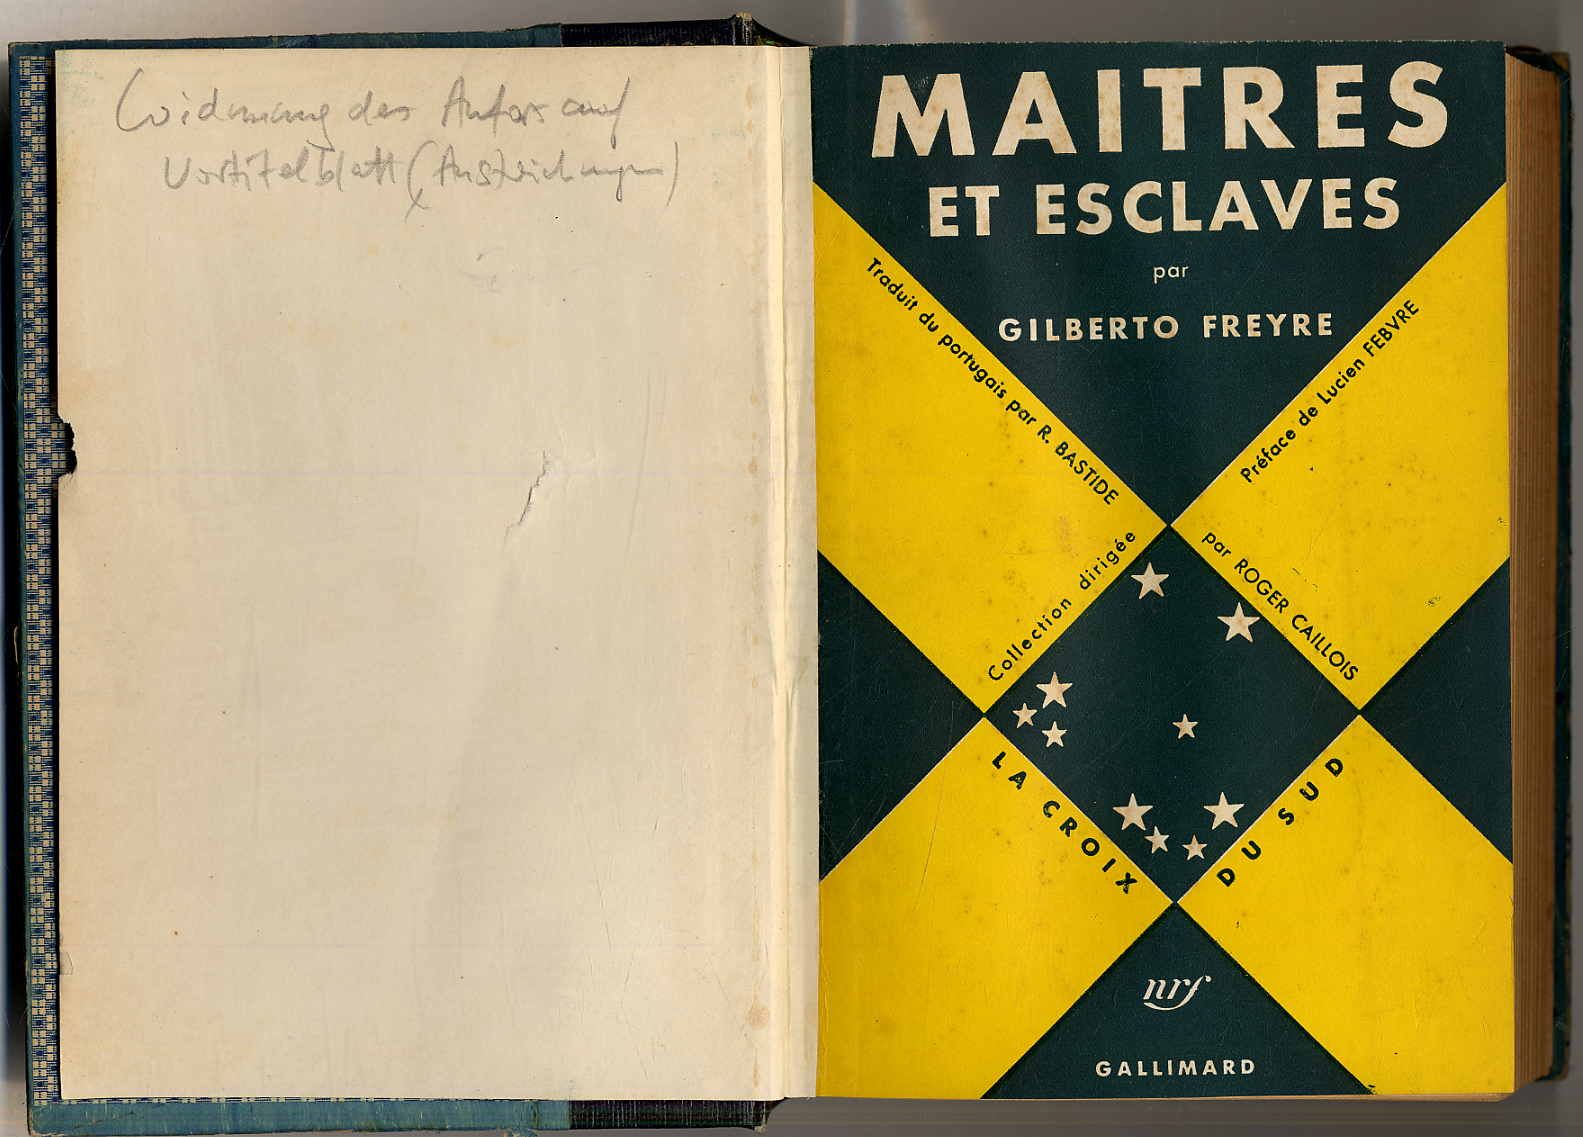 Widmung des Autors auf
Vortitelblatt (Anstreichungen)
MAITRES
ET ESCLAVES
par
GILBERTO FREYRE
Traduit du portugais par R. BASTIDE
Préface de Lucien FEBVRE
Collection dirigée
par ROGER CAILLOIS
LA CROIX
DU SUD
nrf
GALLIMARD